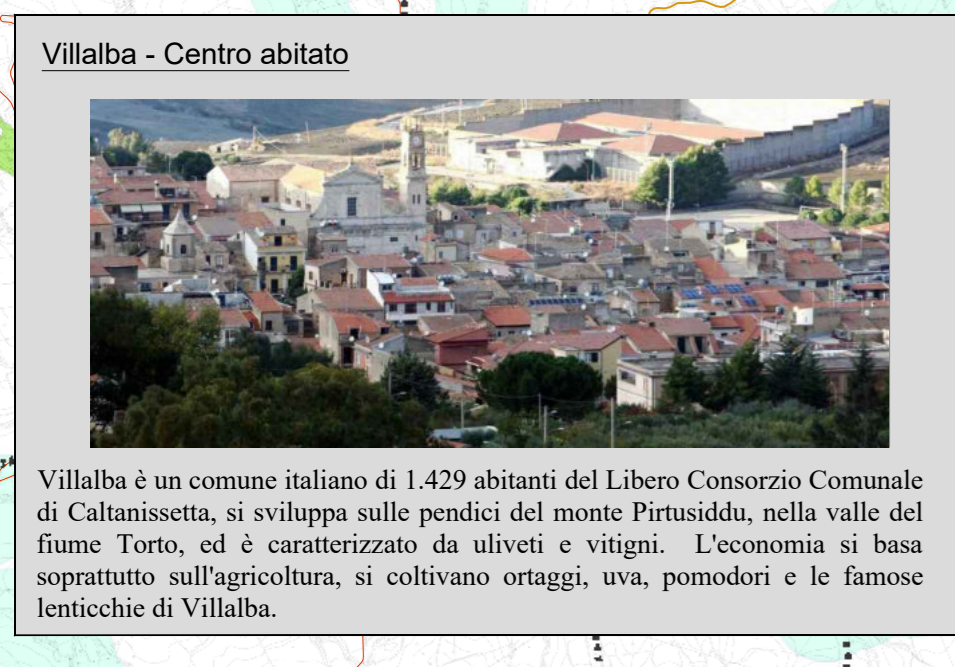 Villalba - Centro abitato
Villalba è un comune italiano di 1.429 abitanti del Libero Consorzio Comunale
di Caltanissetta, si sviluppa sulle pendici del monte Pirtusiddu, nella valle del
fiume Torto, ed è caratterizzato da uliveti e vitigni. L'economia si basa
soprattutto sull'agricoltura, si coltivano ortaggi, uva, pomodori e le famose
lenticchie di Villalba.